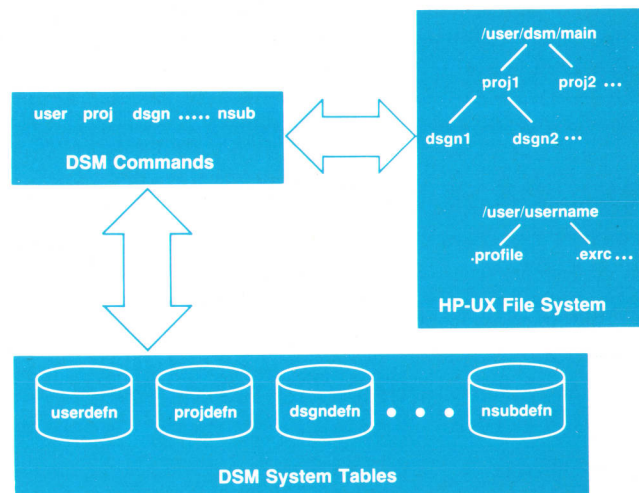 user proj dsgn ..... nsub
DSM Commands
/user/dsm/main
proj1 proj2 ...
dsgn1 dsgn2 ...
/user/username
.profile .exrc ...
HP-UX File System
userdefn projdefn dsgndefn • • • nsubdefn
DSM System Tables